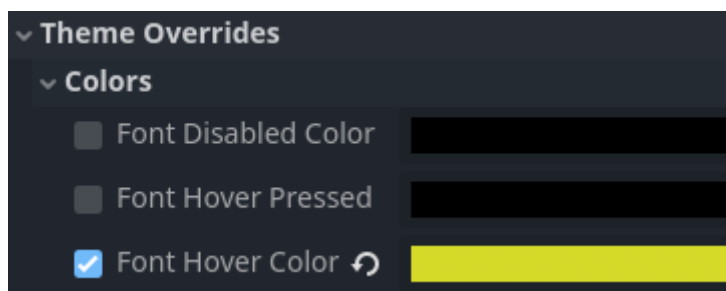 Theme Overrides
Colors
Font Disabled Color
Font Hover Pressed
Font Hover Color